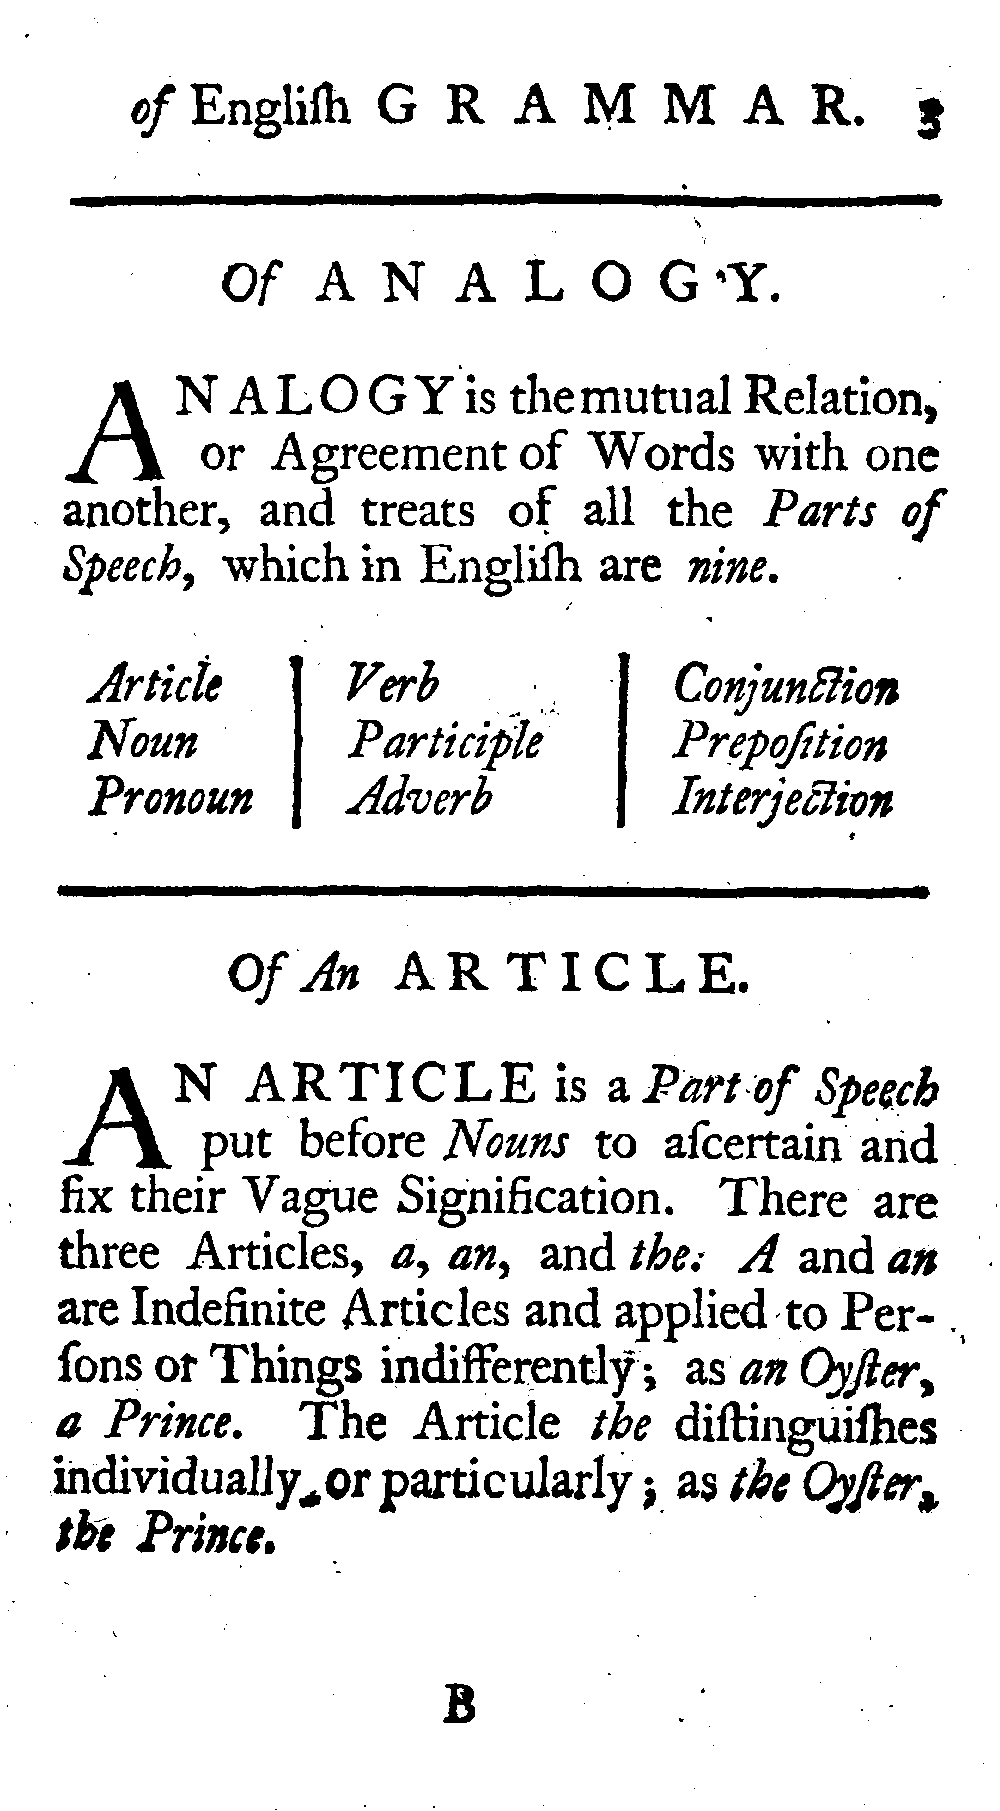 of Engliſh GRAMMAR. 3
Of ANALOGY.
ANALOGY is the mutual Relation,
or Agreement of Words with one
another, and treats of all the Parts of
Speech, which in Engliſh are nine.
Article Verb Conjunction
Noun Participle Prepoſition
Pronoun Adverb Interjection
Of An ARTICLE.
AN ARTICLE is a Part of Speech
put before Nouns to aſcertain and
fix their Vague Signification. There are
three Articles, a, an, and the: A and an
are Indefinite Articles and applied to Per-
ſons or Things indifferently; as an Oyſter,
a Prince. The Article the diſtinguiſhes
individually or particularly; as the Oyſter,
the Prince.
B